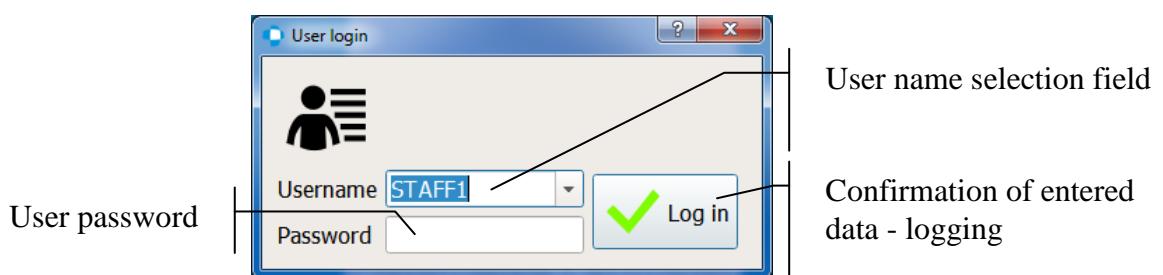 User login
?
x
User name selection field
Username
STAFF1
Log in
Confirmation of entered
data - logging
User password
Password